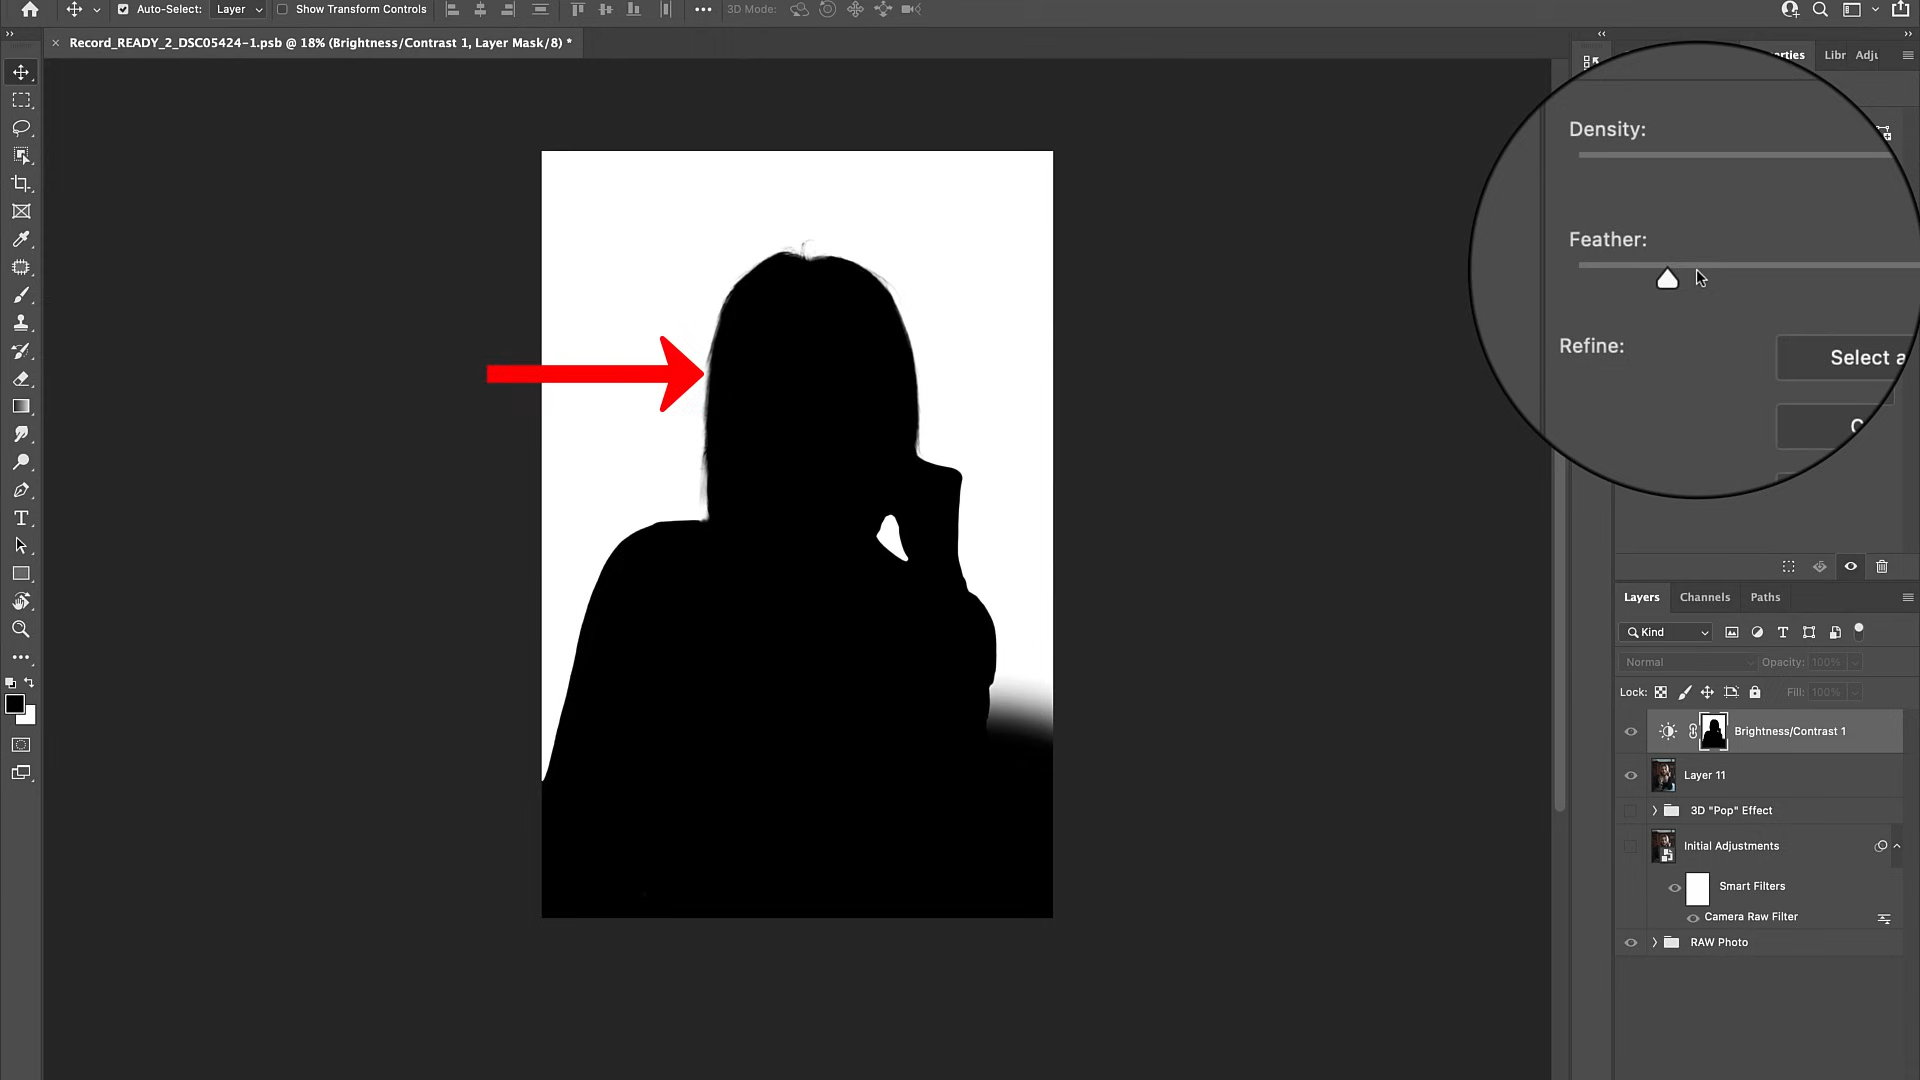 Auto-Select: Layer Show Transform Controls 3D Mode:
Record_READY_2_DSC05424-1.psb @ 18% (Brightness/Contrast 1, Layer Mask/8) *
erties Libr Adju
Density:
Feather:
Refine:
Select a
Layers Channels Paths
Kind
Normal Opacity: 100%
Lock: Fill: 100%
Brightness/Contrast 1
Layer 11
3D "Pop" Effect
Initial Adjustments
Smart Filters
Camera Raw Filter
RAW Photo